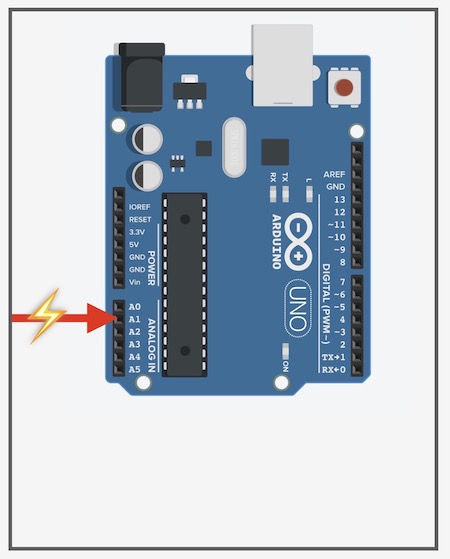 RX
TX
L
IOREF
RESET
3.3V
5V
GND
GND
Vin
POWER
A0
A1
A2
A3
A4
A5
ANALOG IN
ARDUINO
UNO
ON
AREF
GND
13
12
~11
~10
~9
8
7
~6
~5
4
~3
2
TX→1
RX←0
DIGITAL (PWM~)